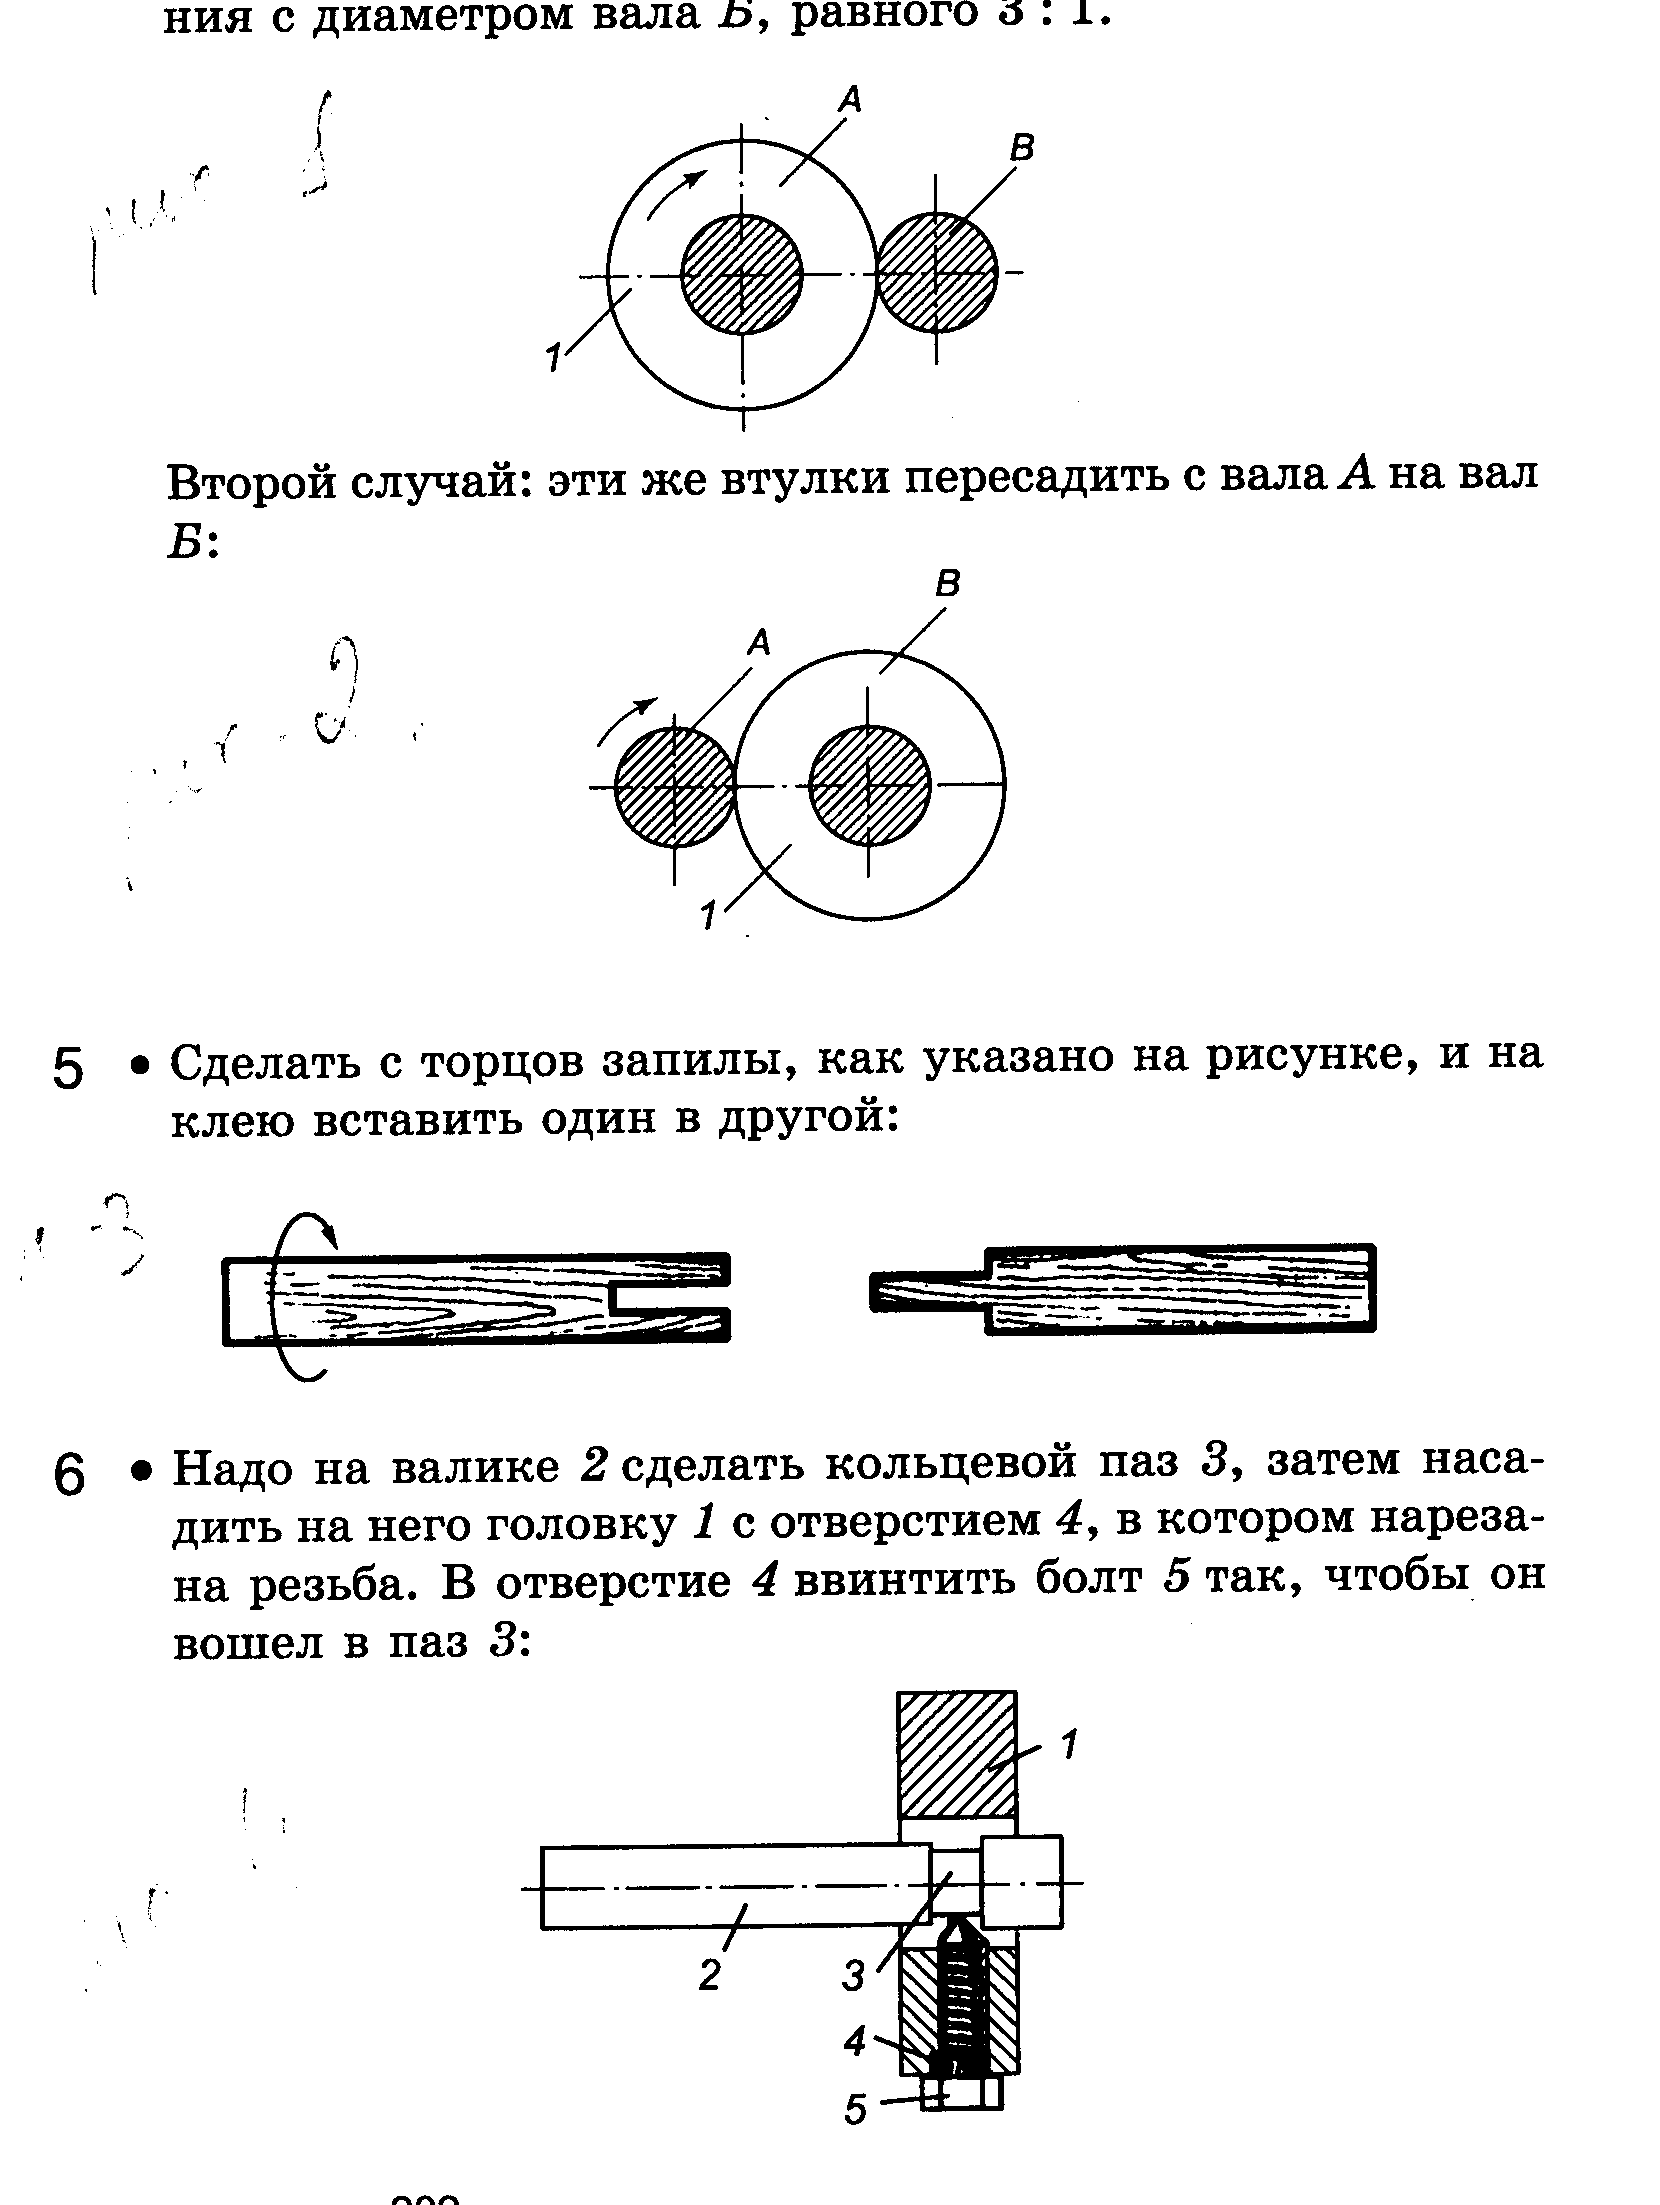 ния с диаметром вала Б, равного 3 : 1.
A
B
1
Второй случай: эти же втулки пересадить с вала А на вал
Б:
B
A
2
1
5 • Сделать с торцов запилы, как указано на рисунке, и на
клею вставить один в другой:
3
6 • Надо на валике 2 сделать кольцевой паз 3, затем наса-
дить на него головку 1 с отверстием 4, в котором нареза-
на резьба. В отверстие 4 ввинтить болт 5 так, чтобы он
вошел в паз 3:
1
2
3
4
5